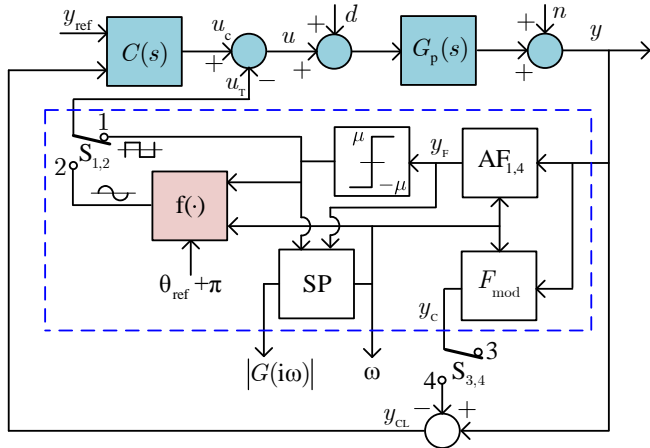 y_ref
C(s)
u_c
+
u_T
−
u
+
d
+
G_p(s)
n
+
+
y
1
S_1,2
2
μ
−μ
y_F
AF_1,4
f(·)
θ_ref+π
SP
F_mod
y_C
|G(iω)|
ω
3
S_3,4
4
y_CL
−
+